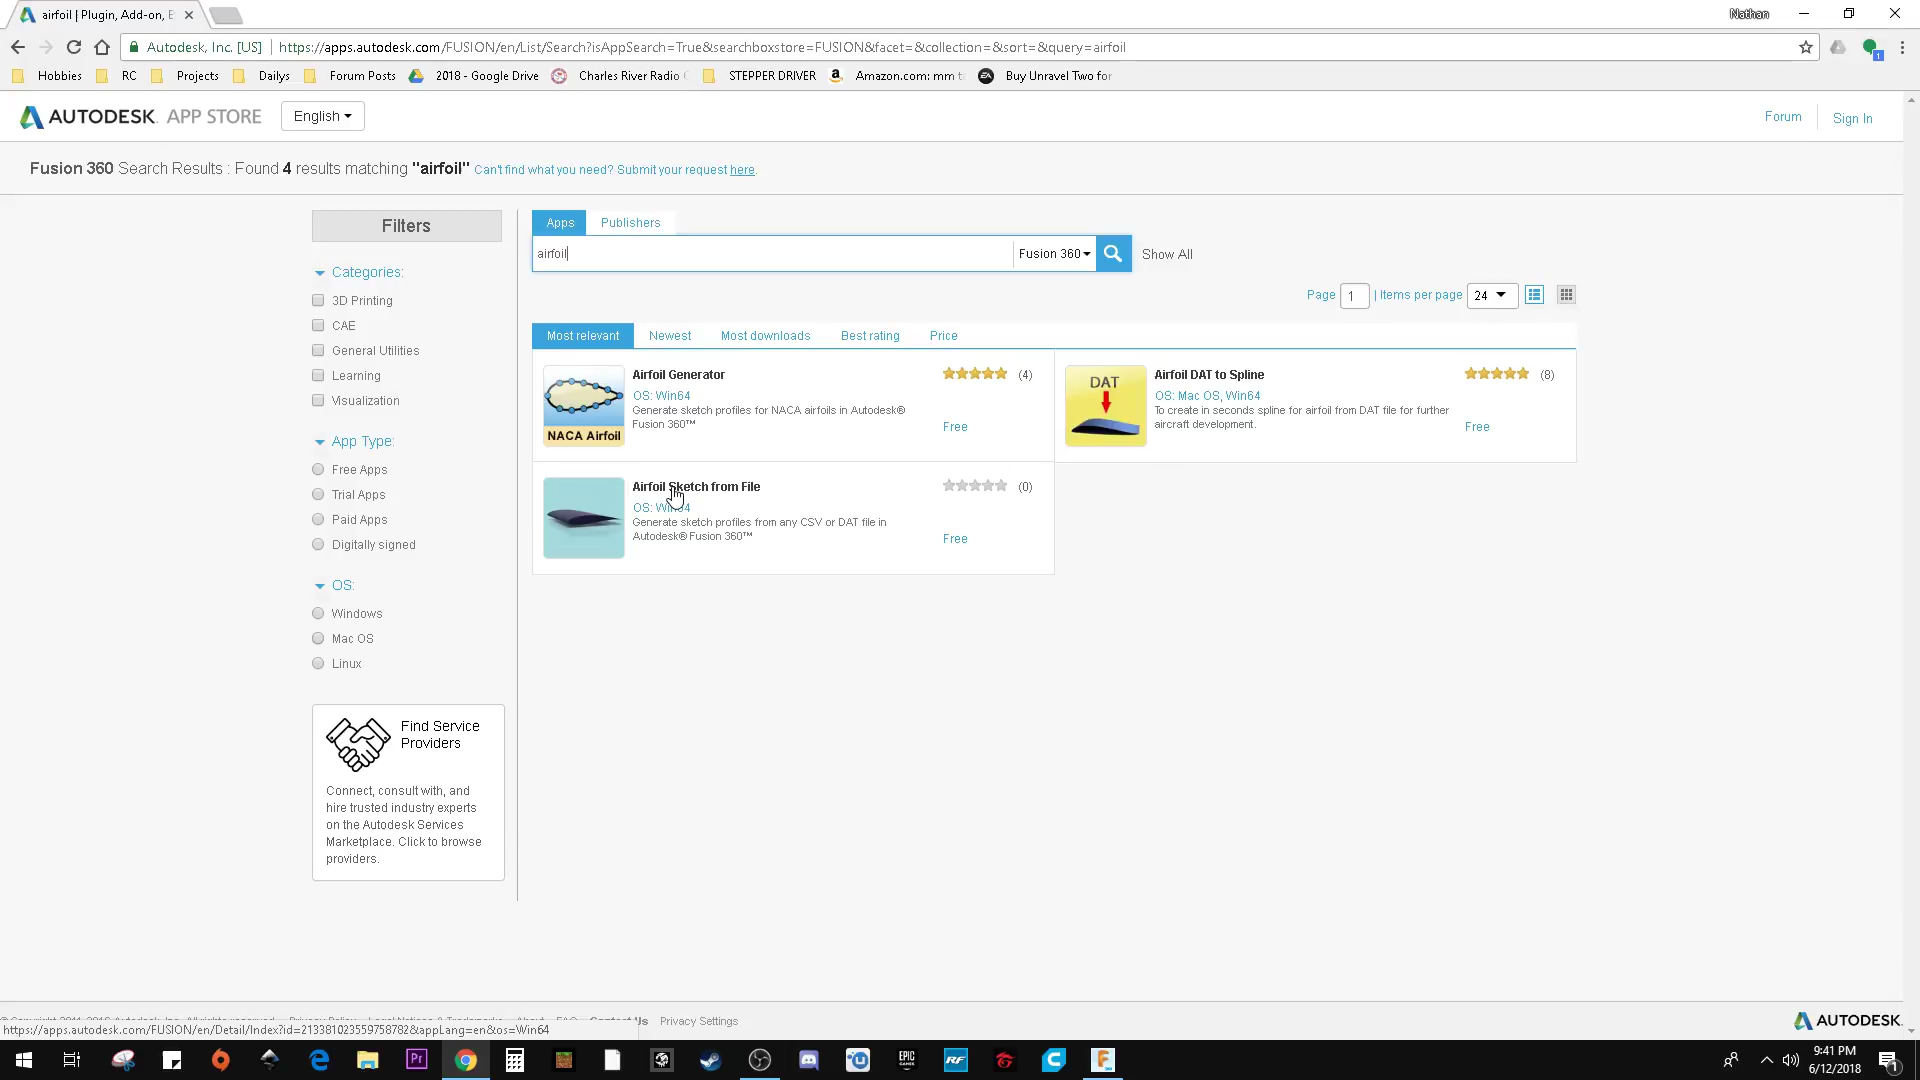 airfoil | Plugin, Add-on, E
Nathan
Autodesk, Inc. [US] | https://apps.autodesk.com/FUSION/en/List/Search?isAppSearch=True&searchboxstore=FUSION&facet=&collection=&sort=&query=airfoil
1
Hobbies RC Projects Dailys Forum Posts 2018 - Google Drive Charles River Radio STEPPER DRIVER Amazon.com: mm Buy Unravel Two for
AUTODESK. APP STORE English
Forum Sign In
Fusion 360 Search Results : Found 4 results matching "airfoil" Can't find what you need? Submit your request here.
Filters
Categories:
3D Printing
CAE
General Utilities
Learning
Visualization
App Type:
Free Apps
Trial Apps
Paid Apps
Digitally signed
OS:
Windows
Mac OS
Linux
Find Service
Providers
Connect, consult with, and
hire trusted industry experts
on the Autodesk Services
Marketplace. Click to browse
providers.
Apps Publishers
airfoil Fusion 360 Show All
Page 1 | Items per page 24
Most relevant Newest Most downloads Best rating Price
NACA Airfoil
Airfoil Generator (4)
OS: Win64
Generate sketch profiles for NACA airfoils in Autodesk®
Fusion 360™
Free
DAT
Airfoil DAT to Spline (8)
OS: Mac OS, Win64
To create in seconds spline for airfoil from DAT file for further
aircraft development.
Free
Airfoil Sketch from File (0)
OS: Win64
Generate sketch profiles from any CSV or DAT file in
Autodesk® Fusion 360™
Free
Privacy Settings
AUTODESK.
https://apps.autodesk.com/FUSION/en/Detail/Index?id=213381023559758782&appLang=en&os=Win64
Pr
EPIC
GAMES
RF
F
9:41 PM
6/12/2018
1